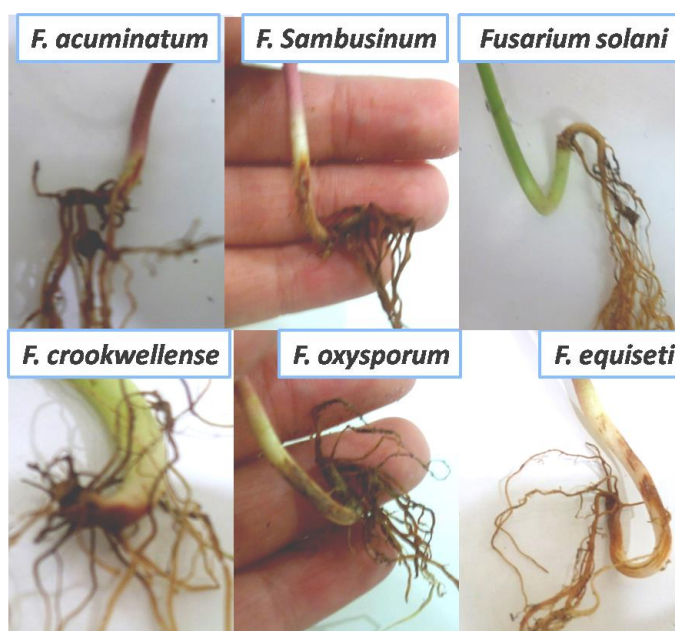 F. acuminatum
F. Sambusinum
Fusarium solani
F. crookwellense
F. oxysporum
F. equiseti